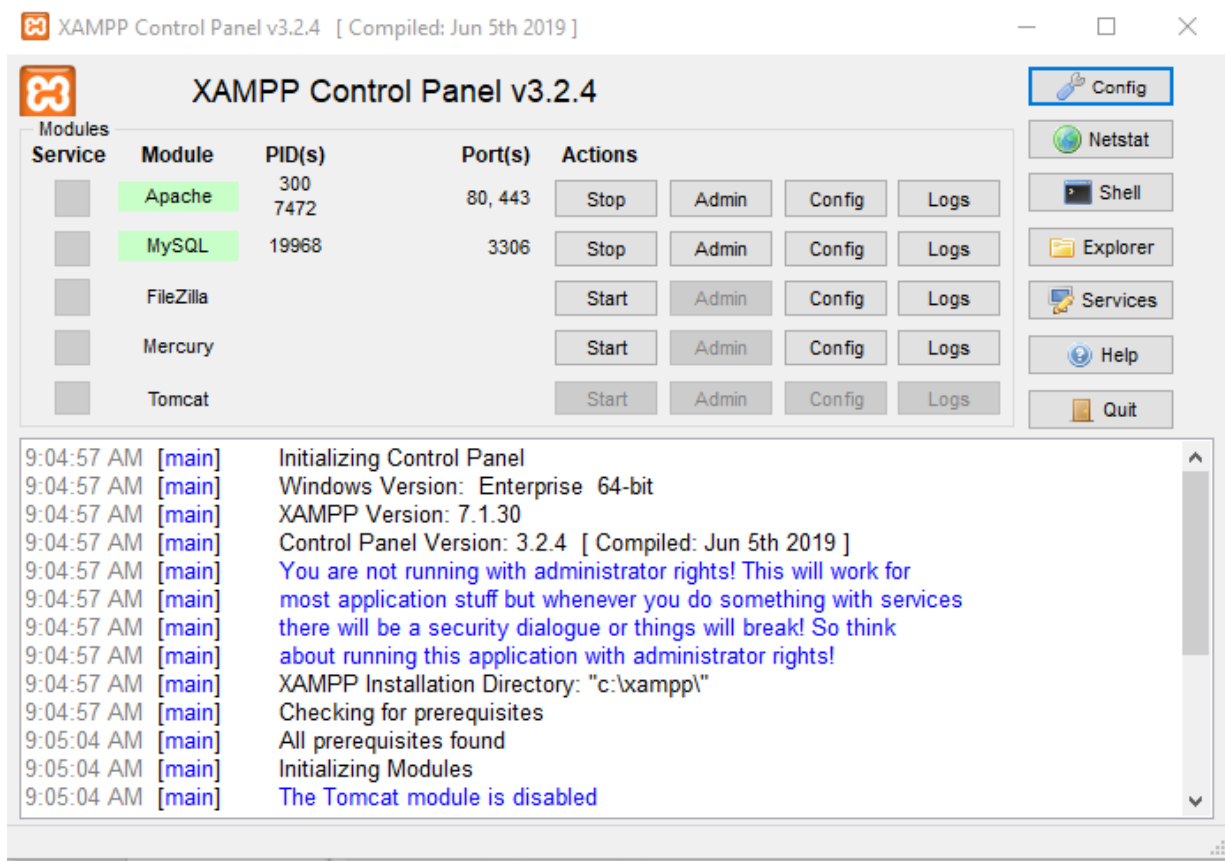 XAMPP Control Panel v3.2.4 [ Compiled: Jun 5th 2019 ]
XAMPP Control Panel v3.2.4
Config
Modules
Service Module PID(s) Port(s) Actions
Netstat
Apache 300 7472 80, 443 Stop Admin Config Logs
Shell
MySQL 19968 3306 Stop Admin Config Logs
Explorer
FileZilla Start Admin Config Logs
Services
Mercury Start Admin Config Logs
Help
Tomcat Start Admin Config Logs
Quit
9:04:57 AM [main] Initializing Control Panel
9:04:57 AM [main] Windows Version: Enterprise 64-bit
9:04:57 AM [main] XAMPP Version: 7.1.30
9:04:57 AM [main] Control Panel Version: 3.2.4 [ Compiled: Jun 5th 2019 ]
9:04:57 AM [main] You are not running with administrator rights! This will work for
9:04:57 AM [main] most application stuff but whenever you do something with services
9:04:57 AM [main] there will be a security dialogue or things will break! So think
9:04:57 AM [main] about running this application with administrator rights!
9:04:57 AM [main] XAMPP Installation Directory: "c:\xampp\"
9:04:57 AM [main] Checking for prerequisites
9:05:04 AM [main] All prerequisites found
9:05:04 AM [main] Initializing Modules
9:05:04 AM [main] The Tomcat module is disabled